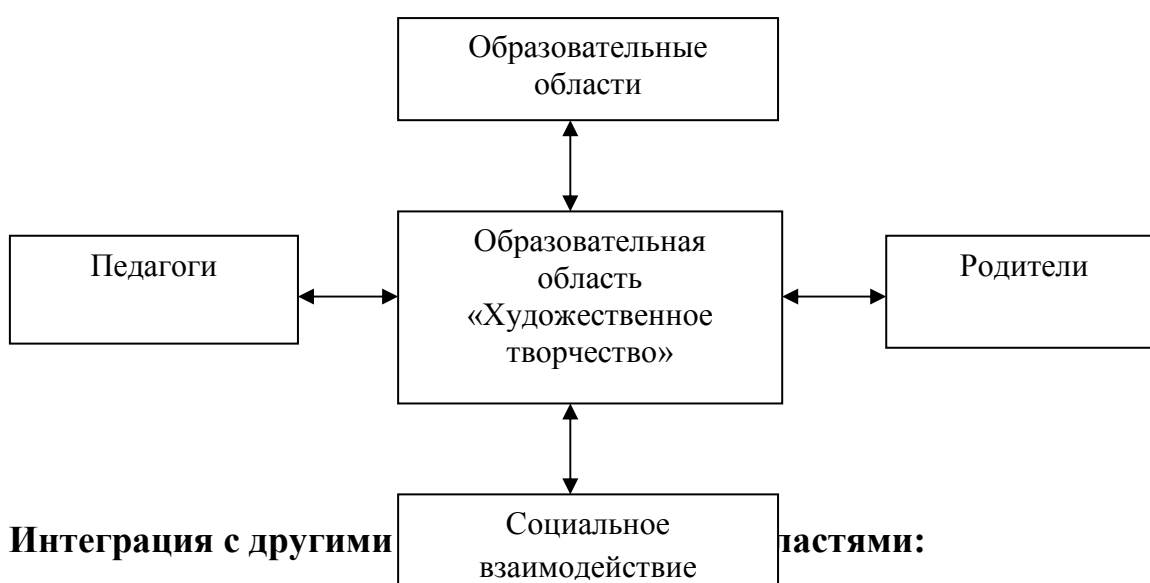 Образовательные
области
Педагоги
Образовательная
область
«Художественное
творчество»
Родители
Социальное
взаимодействие
Интеграция с другими ластями: